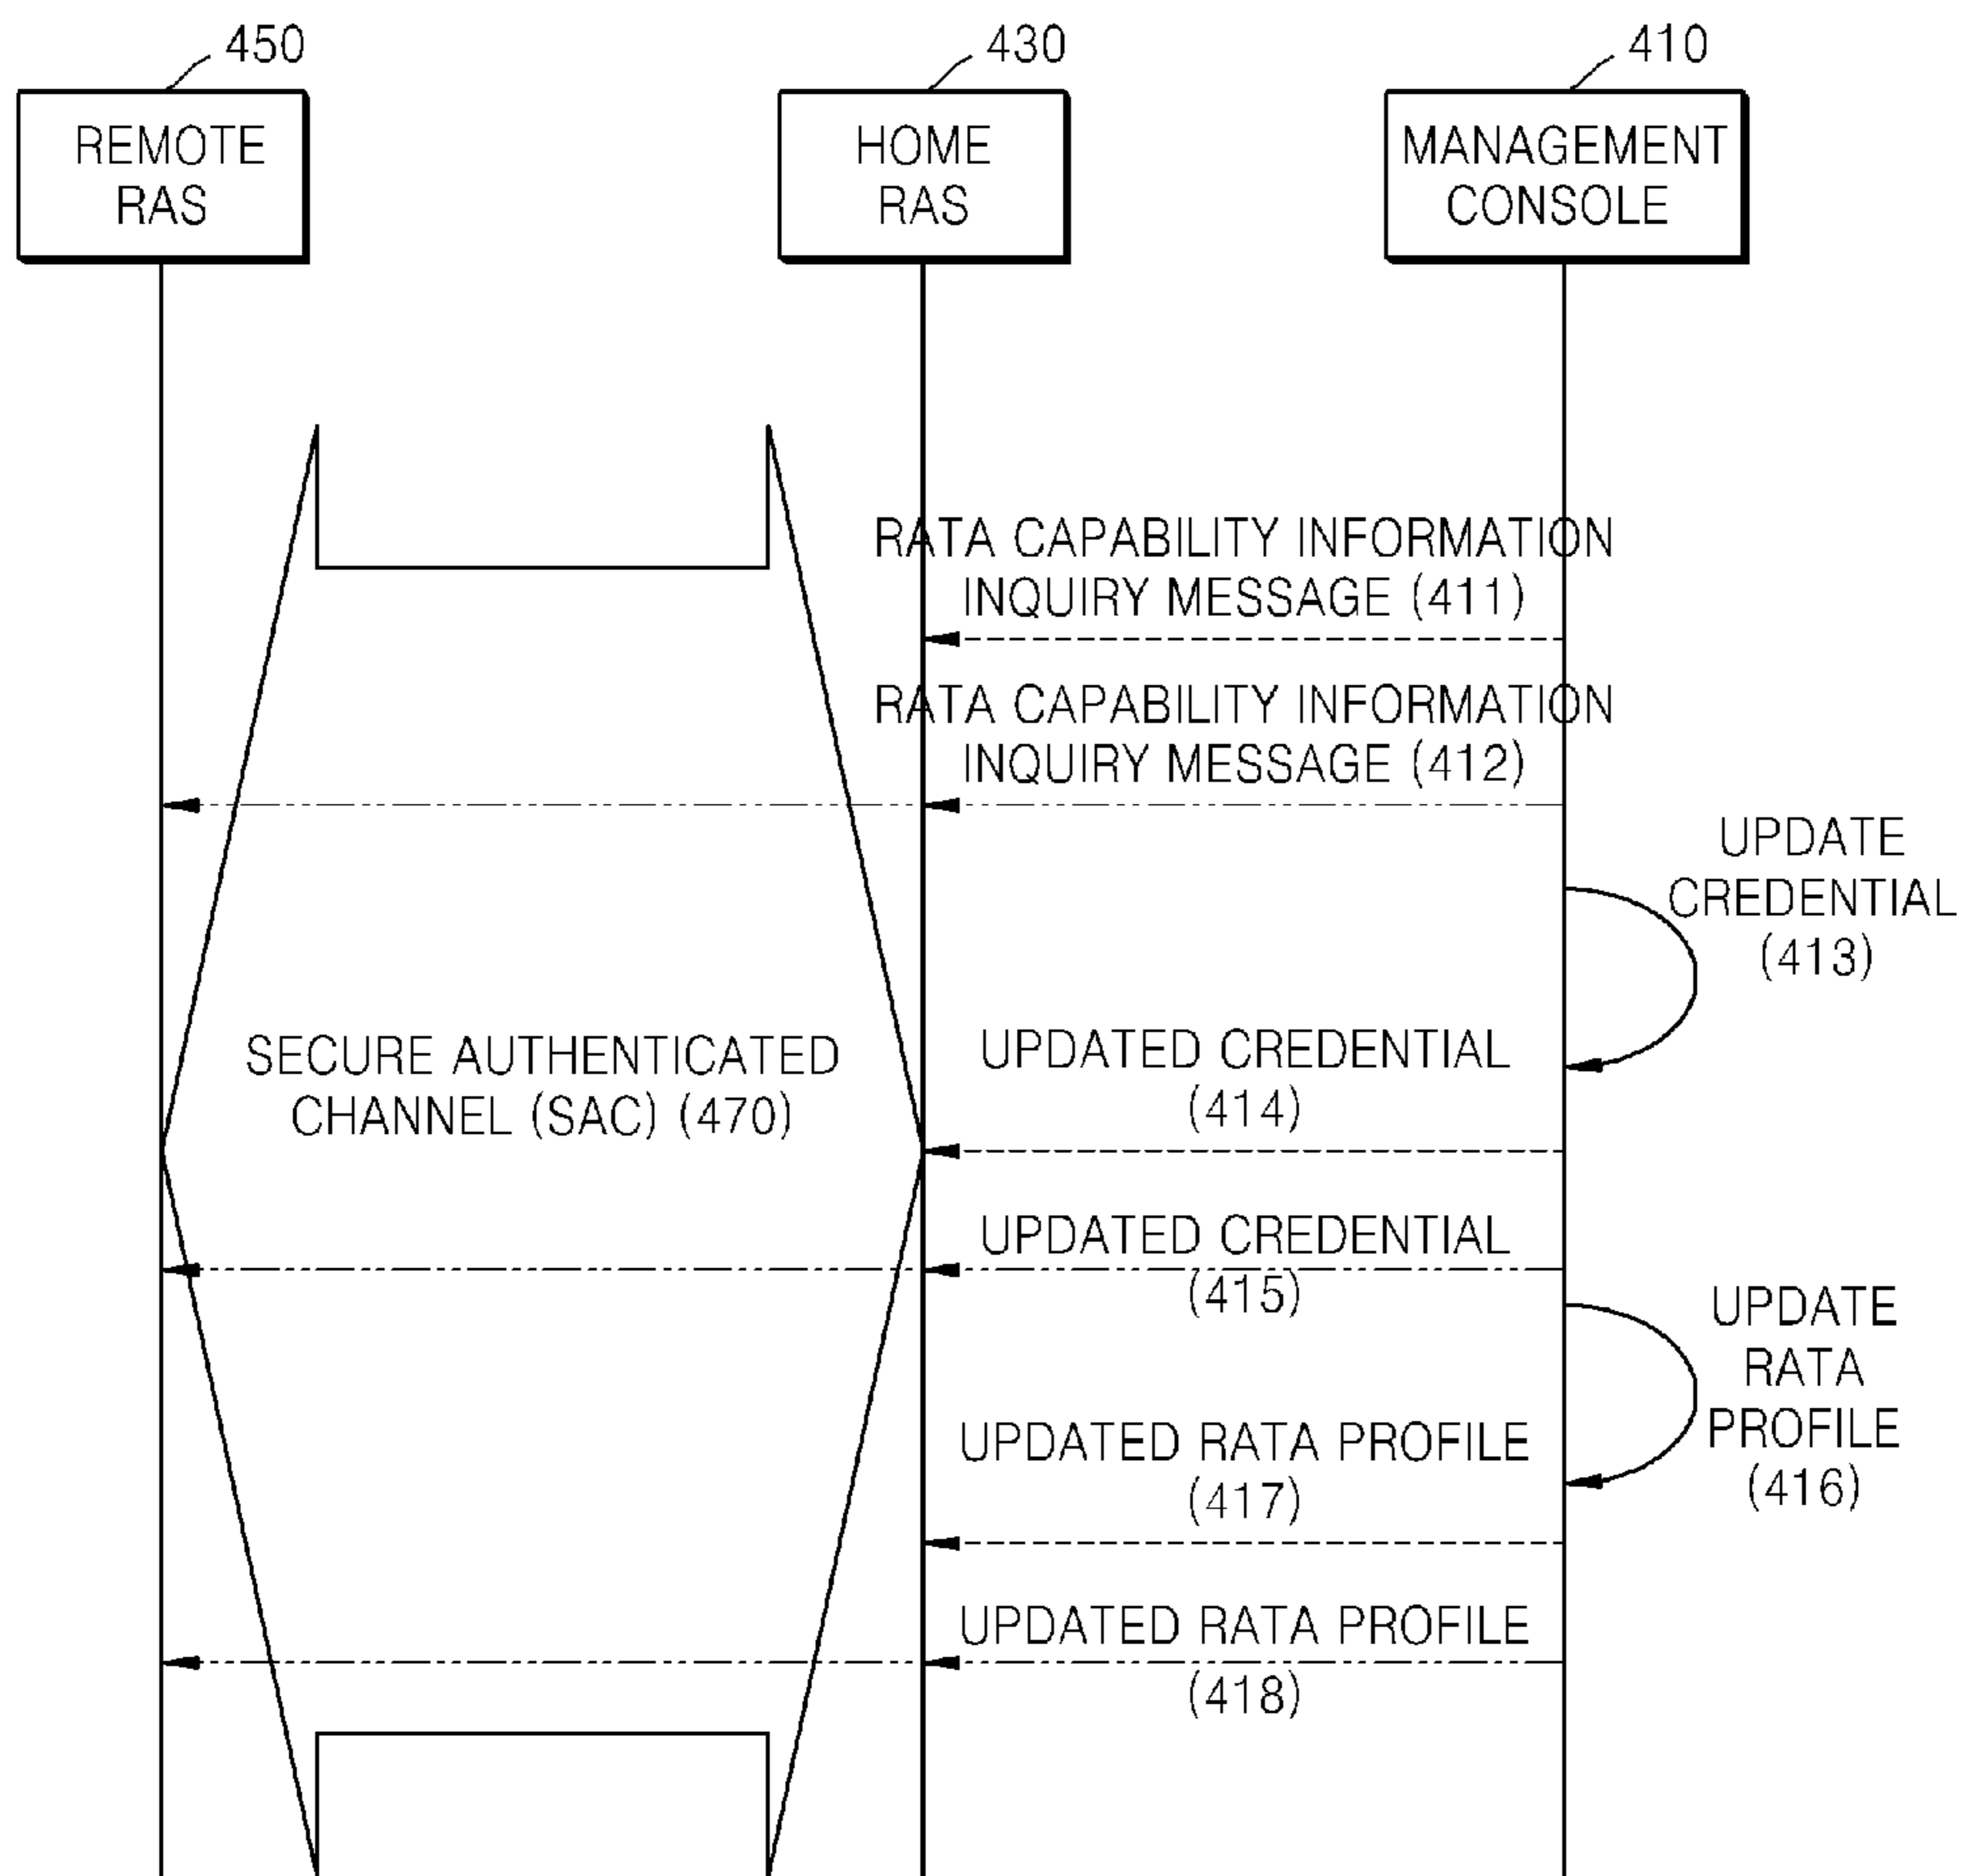 450
430
410
REMOTE
RAS
HOME
RAS
MANAGEMENT
CONSOLE
RATA CAPABILITY INFORMATION
INQUIRY MESSAGE (411)
RATA CAPABILITY INFORMATION
INQUIRY MESSAGE (412)
UPDATE
CREDENTIAL
(413)
SECURE AUTHENTICATED
CHANNEL (SAC) (470)
UPDATED CREDENTIAL
(414)
UPDATED CREDENTIAL
(415)
UPDATE
RATA
PROFILE
(416)
UPDATED RATA PROFILE
(417)
UPDATED RATA PROFILE
(418)